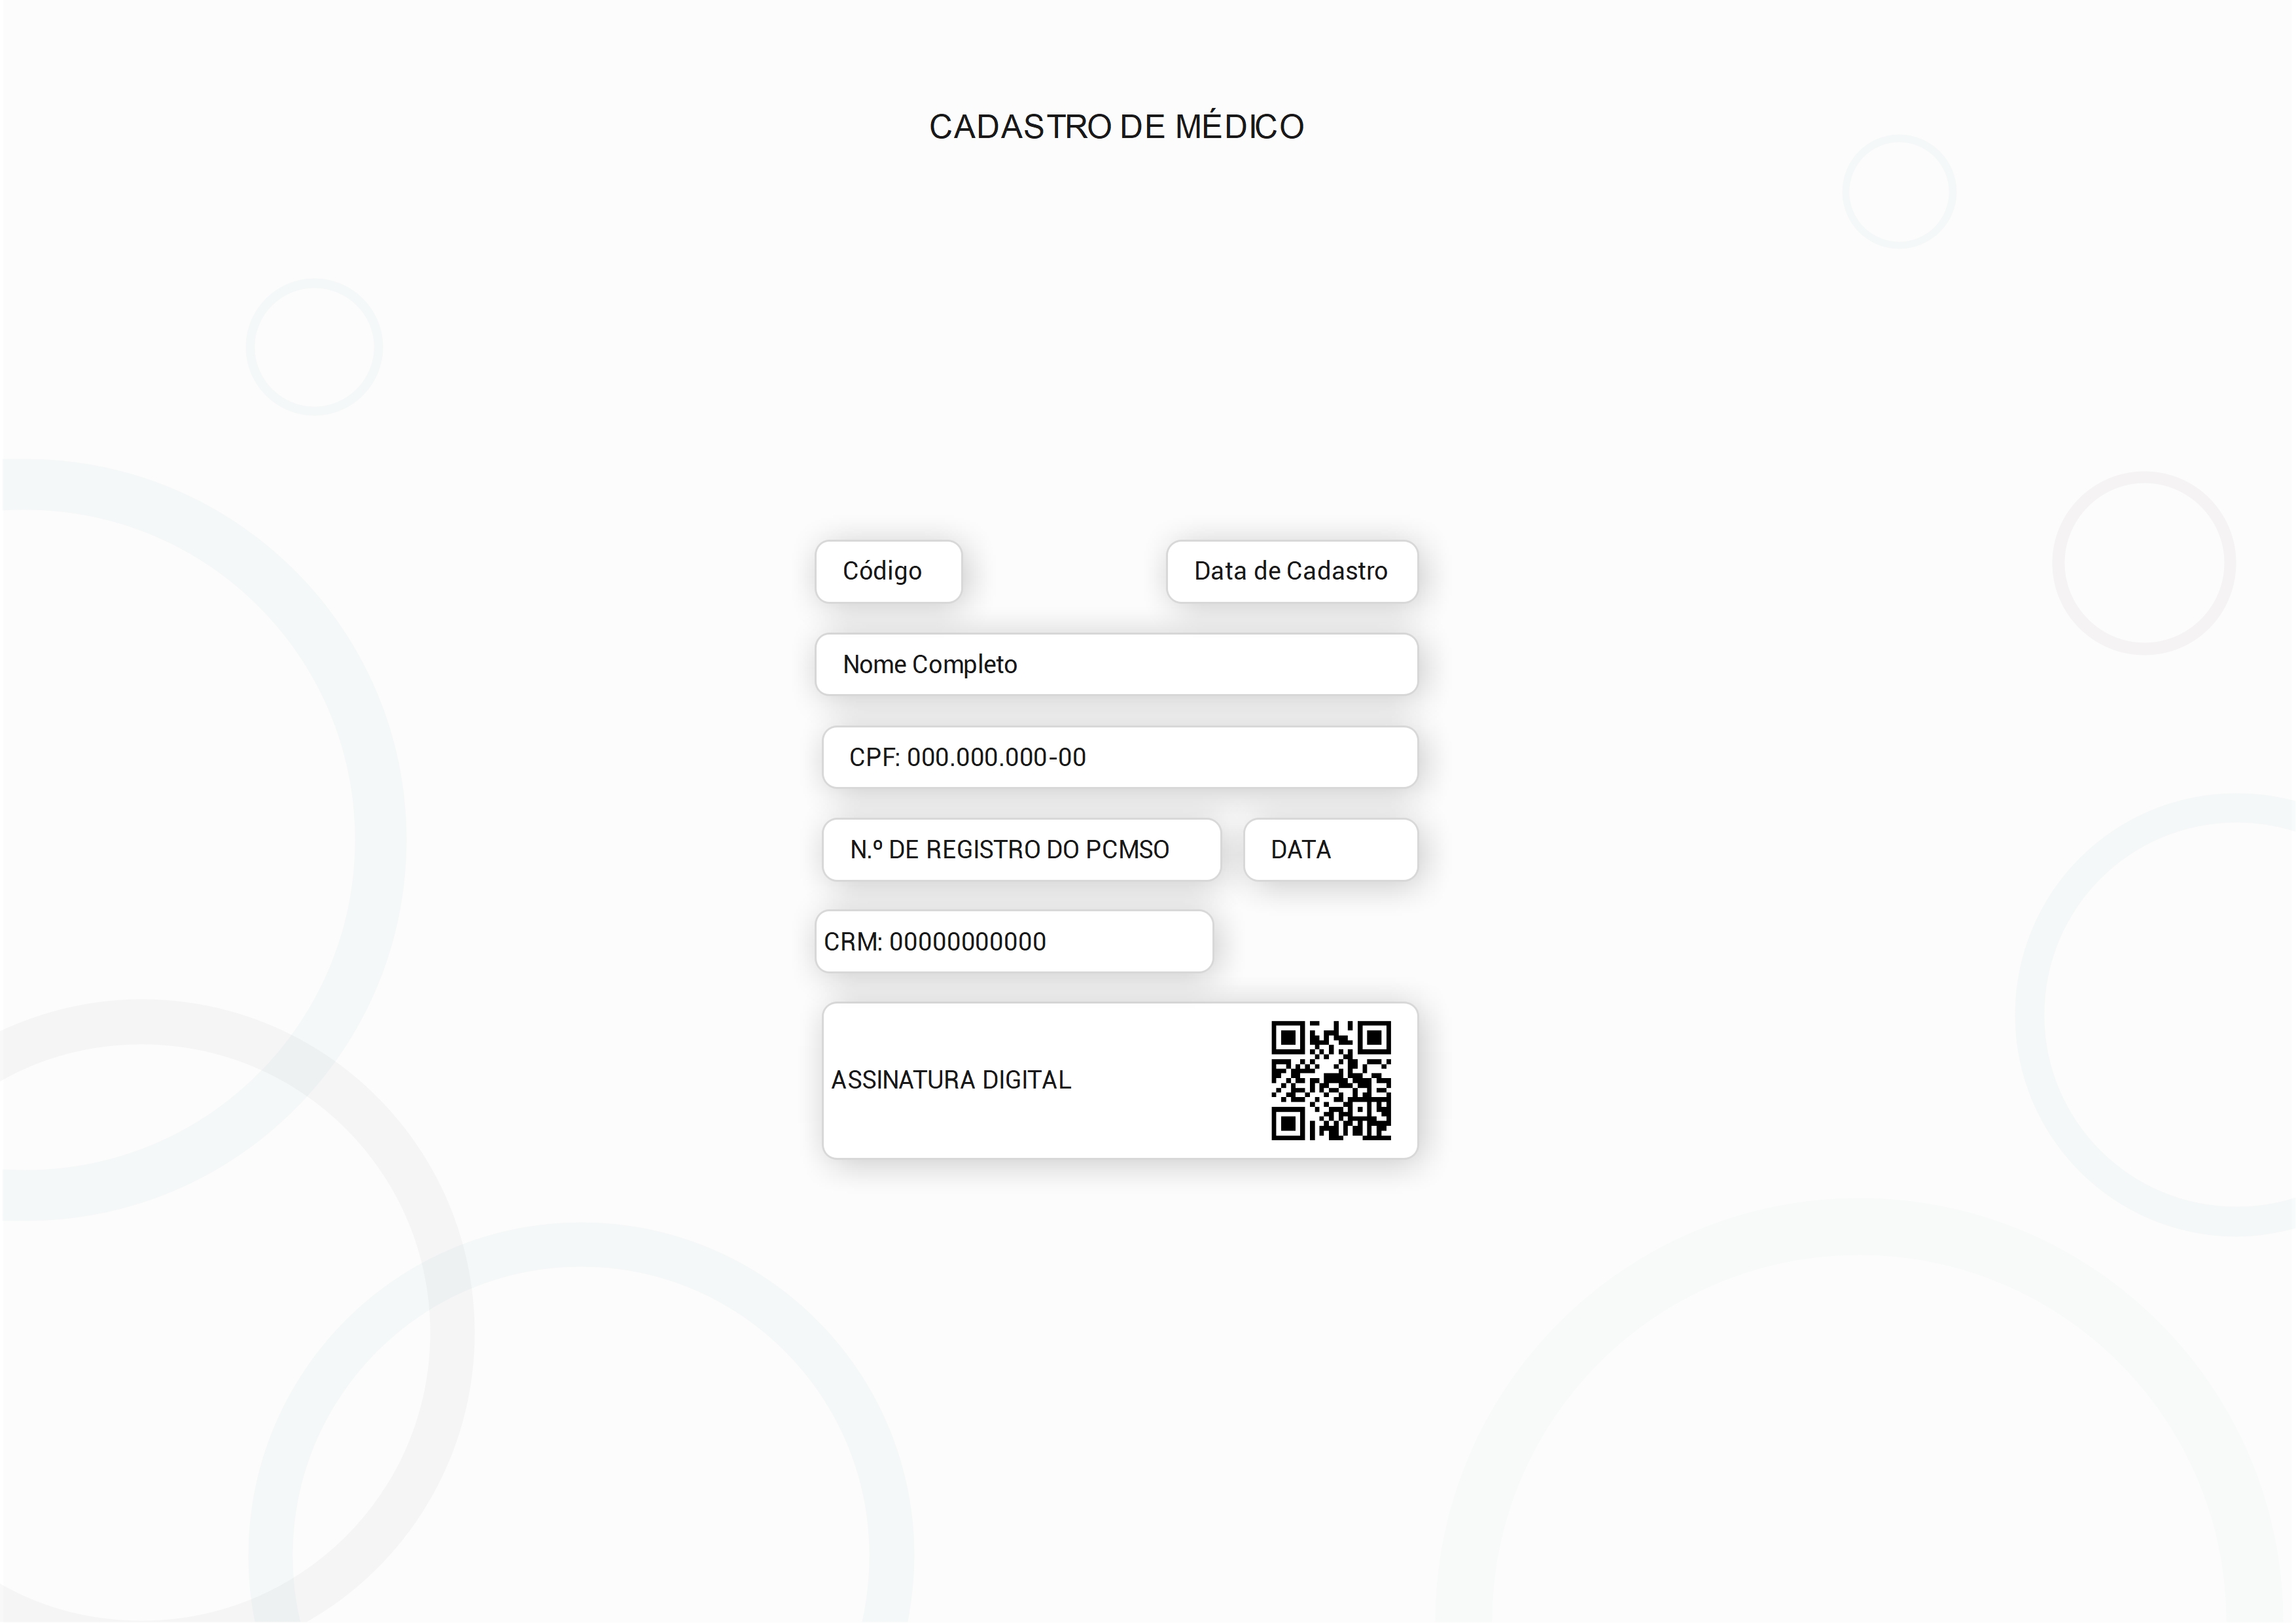 CADASTRO DE MÉDICO
Código
Data de Cadastro
Nome Completo
CPF: 000.000.000-00
N.º DE REGISTRO DO PCMSO
DATA
CRM: 00000000000
ASSINATURA DIGITAL